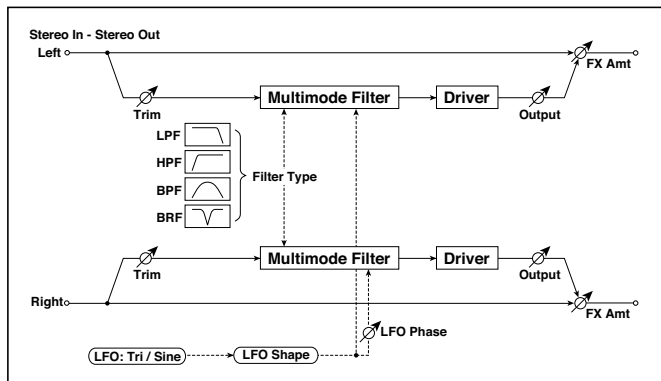 Stereo In - Stereo Out
Left
FX Amt
Trim
Multimode Filter
Driver
Output
LPF
HPF
BPF
BRF
Filter Type
Trim
Multimode Filter
Driver
Output
Right
FX Amt
LFO Phase
LFO: Tri / Sine
LFO Shape